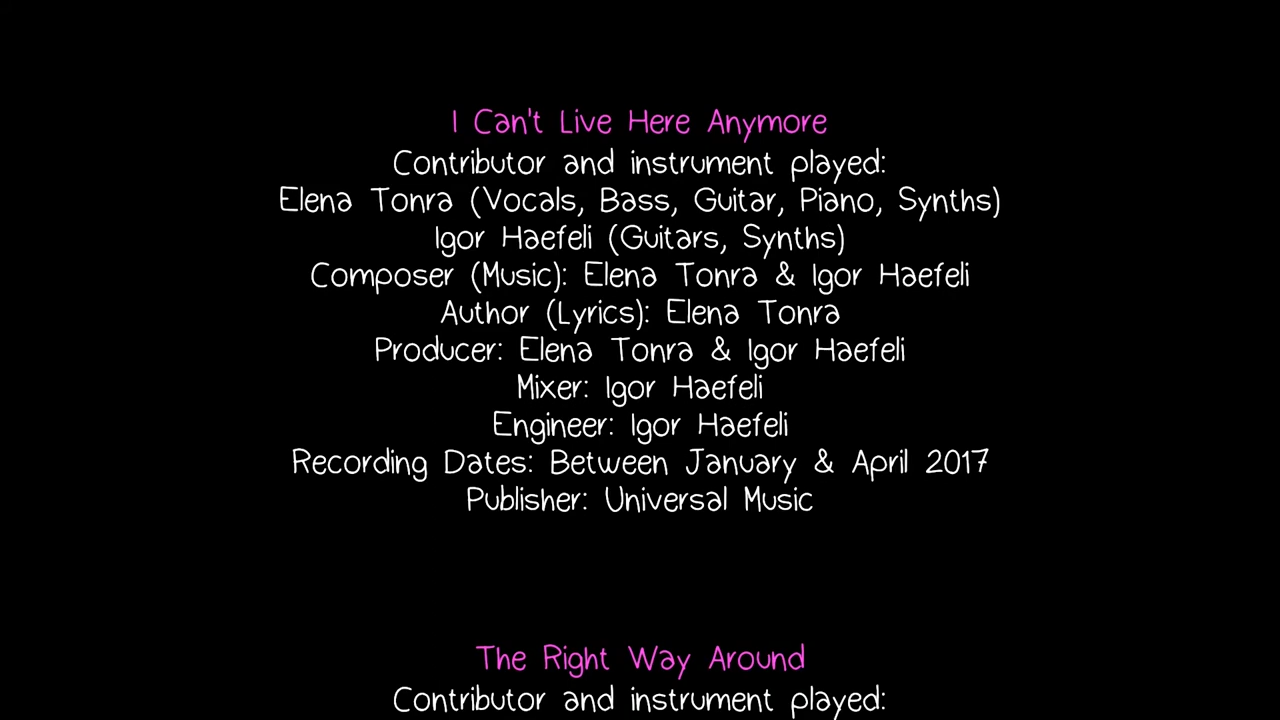 I Can't Live Here Anymore
Contributor and instrument played:
Elena Tonra (Vocals, Bass, Guitar, Piano, Synths)
Igor Haefeli (Guitars, Synths)
Composer (Music): Elena Tonra & Igor Haefeli
Author (Lyrics): Elena Tonra
Producer: Elena Tonra & Igor Haefeli
Mixer: Igor Haefeli
Engineer: Igor Haefeli
Recording Dates: Between January & April 2017
Publisher: Universal Music
The Right Way Around
Contributor and instrument played: